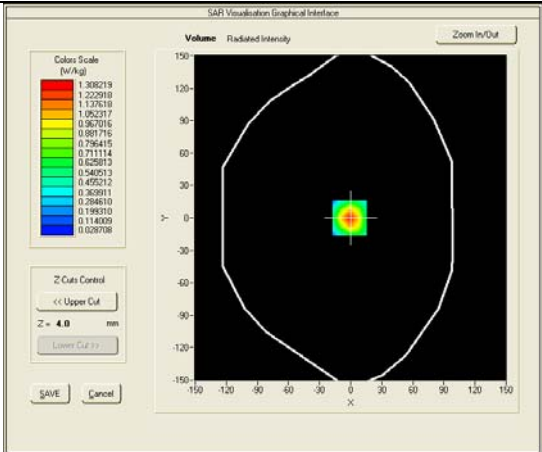 SAR Visualisation Graphical Interface
Volume Radiated Intensity
Zoom In/Out
Colors Scale
(W/kg)
1.308219
1.222918
1.137618
1.052317
0.967016
0.881716
0.796415
0.711114
0.625813
0.540513
0.455212
0.369911
0.284610
0.199310
0.114009
0.028708
Z Cuts Control
<< Upper Cut
Z = 4.0 mm
Lower Cut >>
SAVE Cancel
150
120
90
60
30
0
-30
-60
-90
-120
-150
Y
-150 -120 -90 -60 -30 0 30 60 90 120 150
X